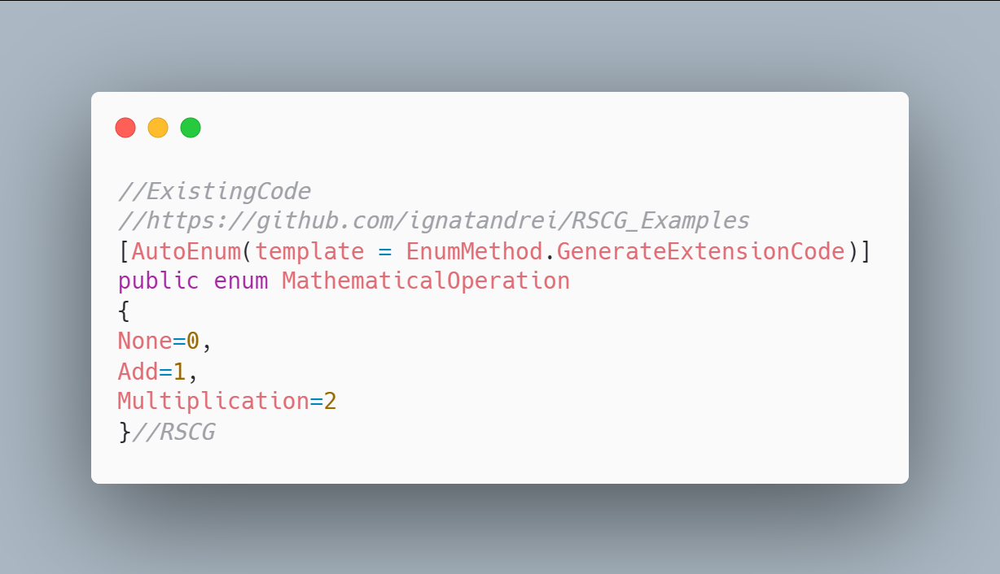 //ExistingCode
//https://github.com/ignatandrei/RSCG_Examples
[AutoEnum(template = EnumMethod.GenerateExtensionCode)]
public enum MathematicalOperation
{
None=0,
Add=1,
Multiplication=2
}//RSCG